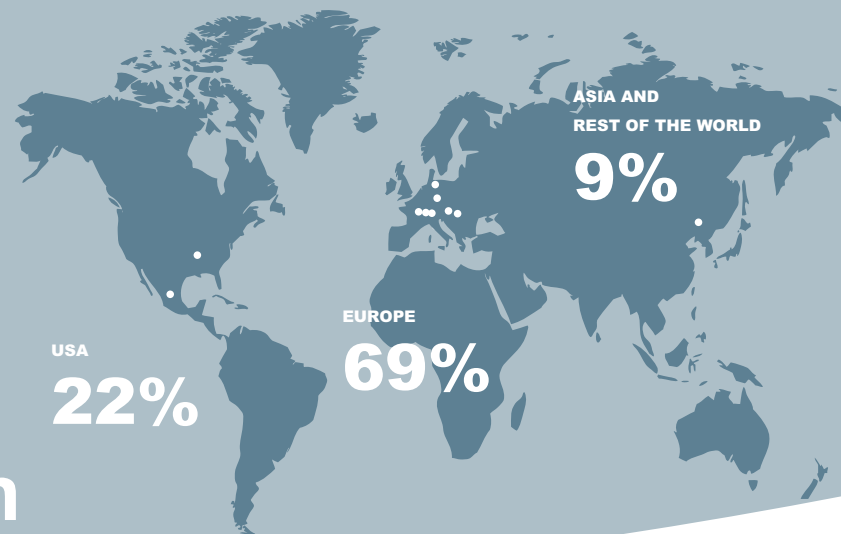 ASIA AND
REST OF THE WORLD
9%
EUROPE
69%
USA
22%
n